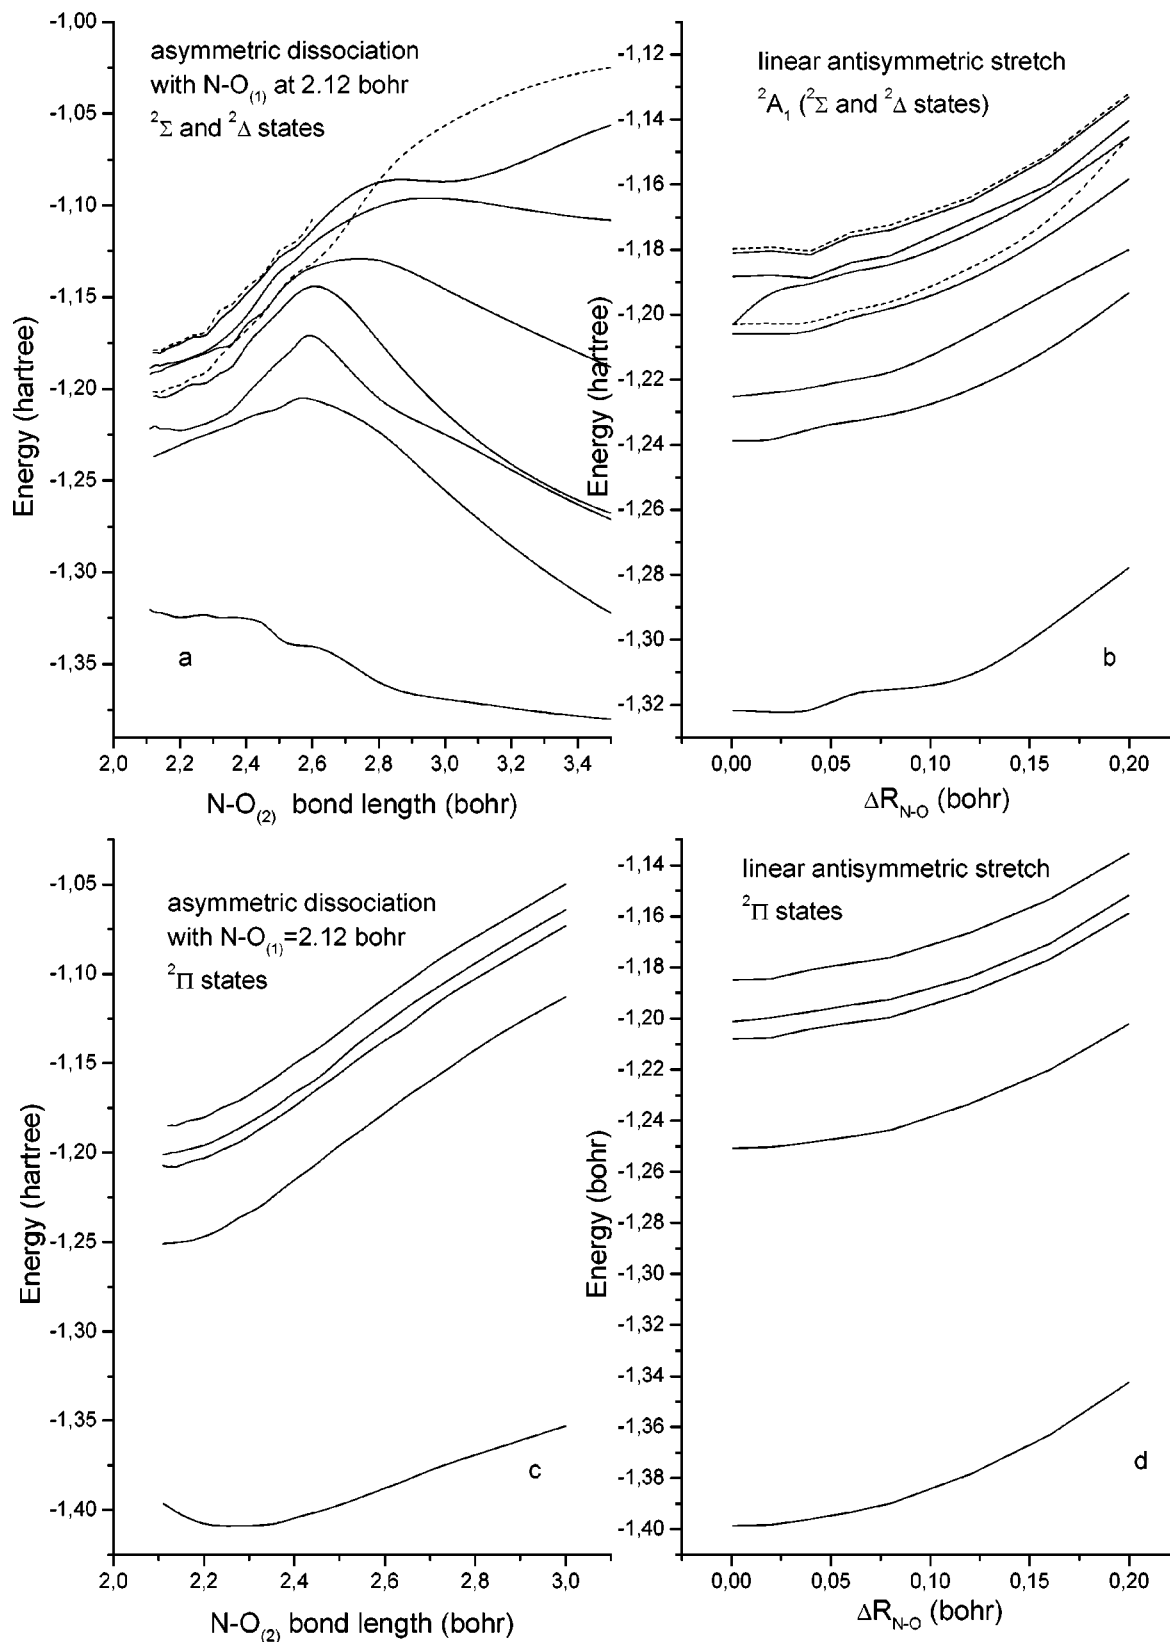 asymmetric dissociation
with N-O(1) at 2.12 bohr
²Σ and ²Δ states
-1,00
-1,05
-1,10
-1,15
-1,20
-1,25
-1,30
-1,35
Energy (hartree)
a
2,0 2,2 2,4 2,6 2,8 3,0 3,2 3,4
N-O(2) bond length (bohr)
linear antisymmetric stretch
²A₁ (²Σ and ²Δ states)
-1,12
-1,14
-1,16
-1,18
-1,20
-1,22
-1,24
-1,26
-1,28
-1,30
-1,32
Energy (hartree)
b
0,00 0,05 0,10 0,15 0,20
ΔR N-O (bohr)
asymmetric dissociation
with N-O(1)=2.12 bohr
²Π states
-1,05
-1,10
-1,15
-1,20
-1,25
-1,30
-1,35
-1,40
Energy (hartree)
c
2,0 2,2 2,4 2,6 2,8 3,0
N-O(2) bond length (bohr)
linear antisymmetric stretch
²Π states
-1,14
-1,16
-1,18
-1,20
-1,22
-1,24
-1,26
-1,28
-1,30
-1,32
-1,34
-1,36
-1,38
-1,40
Energy (bohr)
d
0,00 0,05 0,10 0,15 0,20
ΔR N-O (bohr)